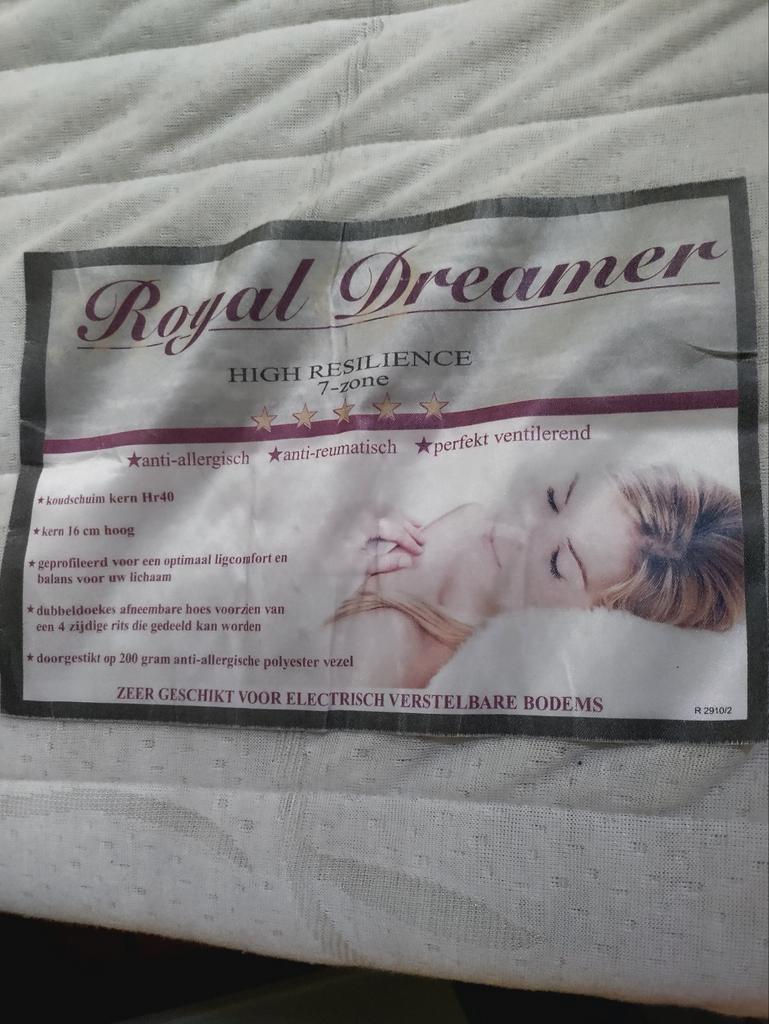 Royal Dreamer
HIGH RESILIENCE
7-zone
★anti-allergisch ★anti-reumatisch ★perfekt ventilerend
★koudschuim kern Hr40
★kern 16 cm hoog
★geprofileerd voor een optimaal ligcomfort en
balans voor uw lichaam
★dubbeldoekes afneembare hoes voorzien van
een 4 zijdige rits die gedeeld kan worden
★doorgestikt op 200 gram anti-allergische polyester vezel
ZEER GESCHIKT VOOR ELECTRISCH VERSTELBARE BODEMS
R 2910/2